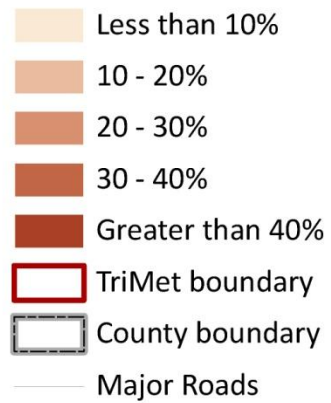 Less than 10%
10 - 20%
20 - 30%
30 - 40%
Greater than 40%
TriMet boundary
County boundary
Major Roads